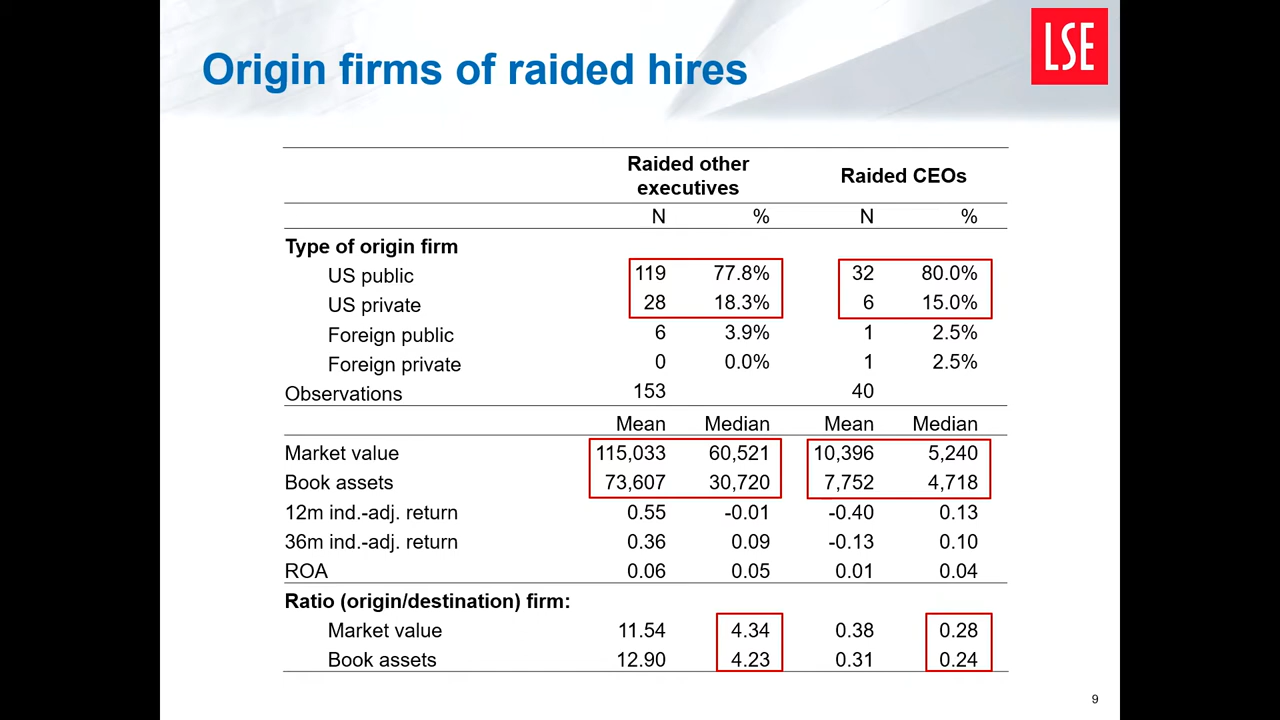 LSE
Origin firms of raided hires
Raided other
executives
Raided CEOs
N % N %
Type of origin firm
US public 119 77.8% 32 80.0%
US private 28 18.3% 6 15.0%
Foreign public 6 3.9% 1 2.5%
Foreign private 0 0.0% 1 2.5%
Observations 153 40
Mean Median Mean Median
Market value 115,033 60,521 10,396 5,240
Book assets 73,607 30,720 7,752 4,718
12m ind.-adj. return 0.55 -0.01 -0.40 0.13
36m ind.-adj. return 0.36 0.09 -0.13 0.10
ROA 0.06 0.05 0.01 0.04
Ratio (origin/destination) firm:
Market value 11.54 4.34 0.38 0.28
Book assets 12.90 4.23 0.31 0.24
9